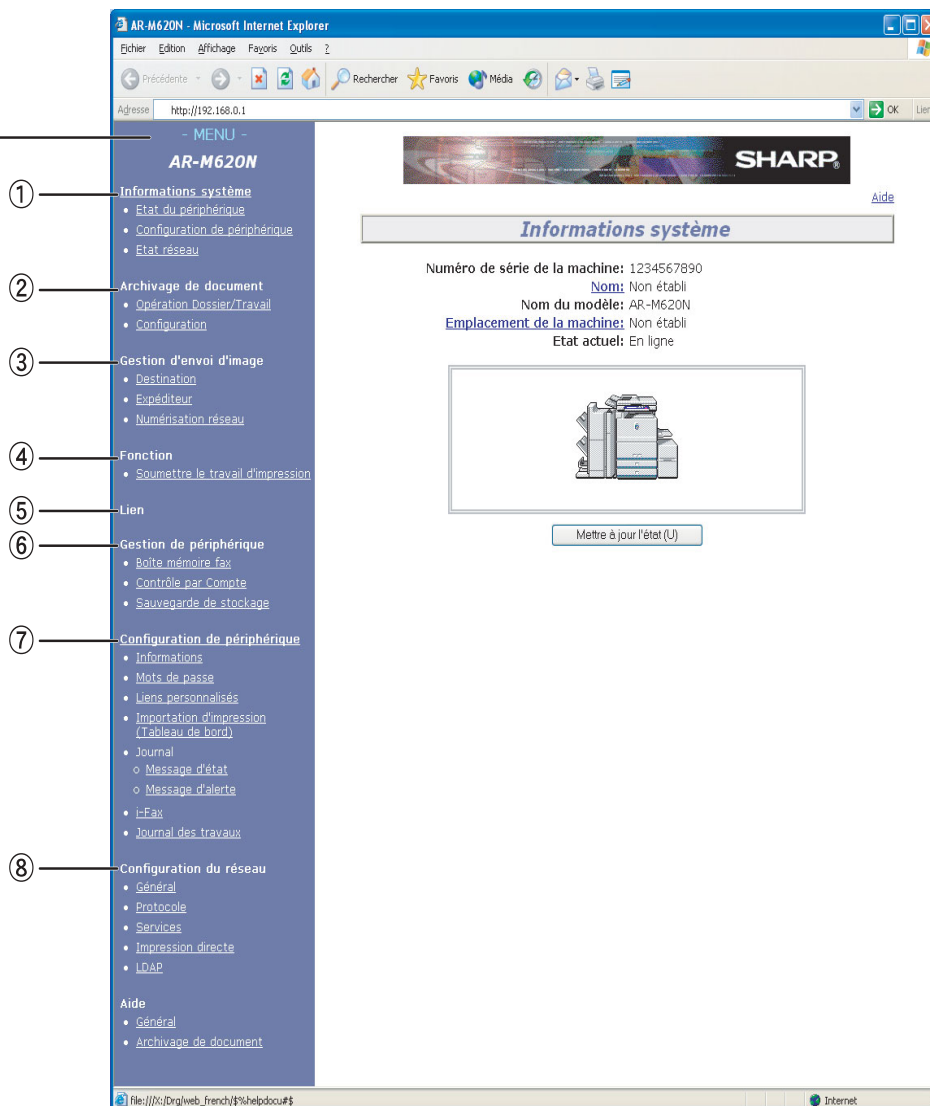 AR-M620N - Microsoft Internet Explorer
Fichier Edition Affichage Favoris Outils ?
Précédente Rechercher Favoris Média
Adresse http://192.168.0.1 OK Lien
- MENU -
AR-M620N
① Informations système
• Etat du périphérique
• Configuration de périphérique
• Etat réseau
② Archivage de document
• Opération Dossier/Travail
• Configuration
③ Gestion d'envoi d'image
• Destination
• Expéditeur
• Numérisation réseau
④ Fonction
• Soumettre le travail d'impression
⑤ Lien
⑥ Gestion de périphérique
• Boîte mémoire fax
• Contrôle par Compte
• Sauvegarde de stockage
⑦ Configuration de périphérique
• Informations
• Mots de passe
• Liens personnalisés
• Importation d'impression
(Tableau de bord)
• Journal
○ Message d'état
○ Message d'alerte
• i-Fax
• Journal des travaux
⑧ Configuration du réseau
• Général
• Protocole
• Services
• Impression directe
• LDAP
Aide
• Général
• Archivage de document
SHARP®
Aide
Informations système
Numéro de série de la machine: 1234567890
Nom: Non établi
Nom du modèle: AR-M620N
Emplacement de la machine: Non établi
Etat actuel: En ligne
Mettre à jour l'état (U)
file:///X:/Drg/web_french/$%helpdocu#$ Internet